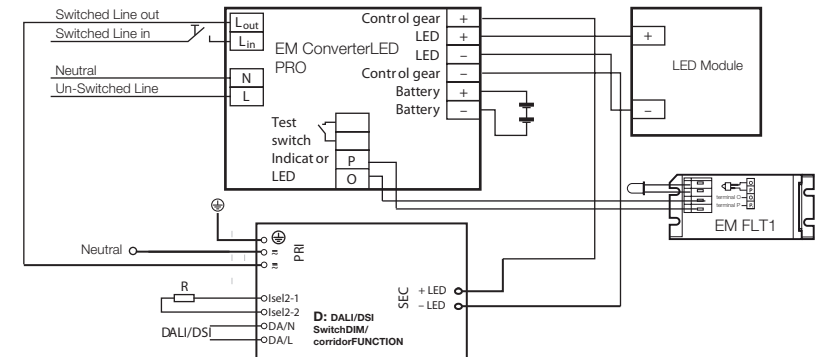 Switched Line out
Switched Line in
Neutral
Un-Switched Line
Lout
Lin
N
L
EM ConverterLED
PRO
Control gear +
LED +
LED –
Control gear –
Battery +
Battery –
Test
switch
Indicator
LED
P
O
+
LED Module
–
terminal O
terminal P
O
P
O
P
EM FLT1
Neutral
PRI
R
Isel2-1
Isel2-2
DALI/DSI
DA/N
DA/L
D: DALI/DSI
SwitchDIM/
corridorFUNCTION
SEC
+ LED
– LED